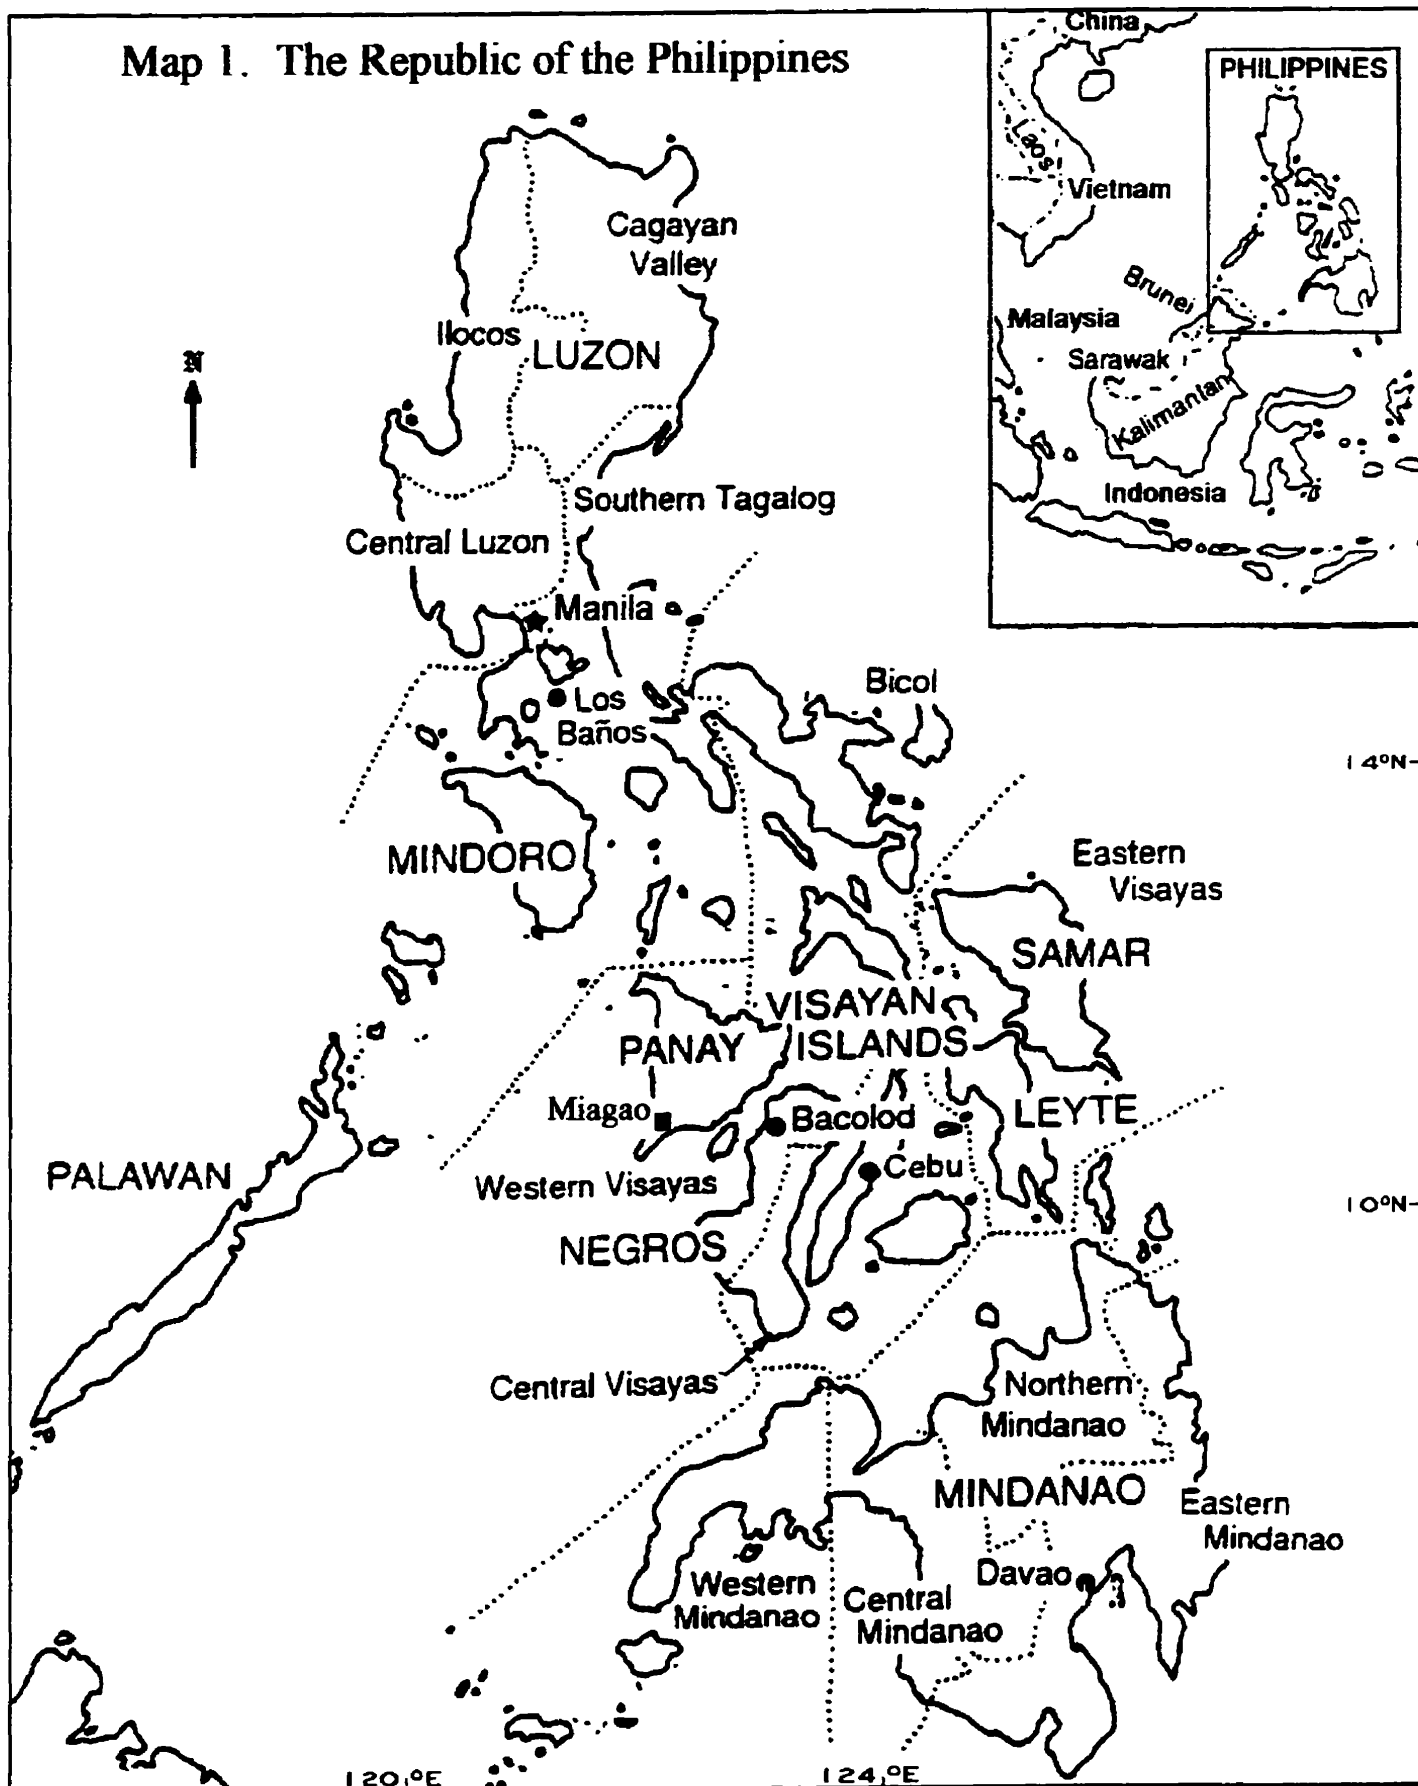 Map 1. The Republic of the Philippines
China
PHILIPPINES
Laos
Vietnam
Brunei
Malaysia
Sarawak
Kalimantan
Indonesia
Cagayan
Valley
Ilocos
LUZON
N
Southern Tagalog
Central Luzon
Manila
Los
Baños
Bicol
14°N
MINDORO
Eastern
Visayas
SAMAR
VISAYAN
ISLANDS
PANAY
Miagao
Bacolod
LEYTE
PALAWAN
Western Visayas
Cebu
10°N
NEGROS
Central Visayas
Northern
Mindanao
MINDANAO
Eastern
Mindanao
Davao
Western
Mindanao
Central
Mindanao
120°E
124°E